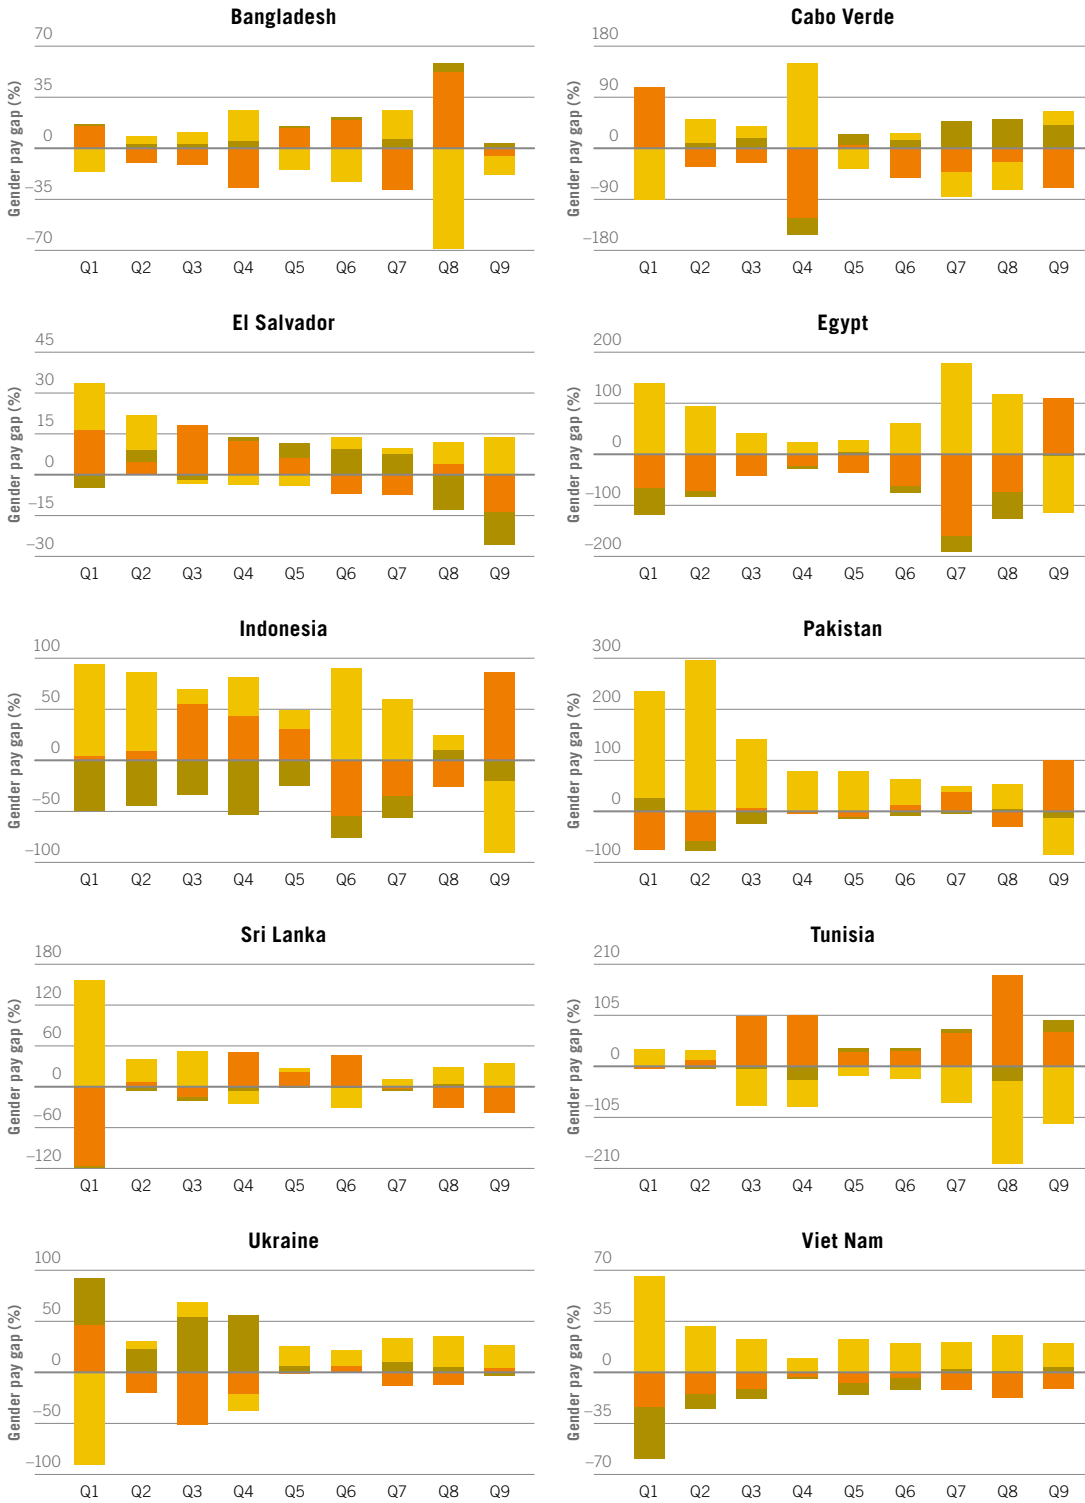 Bangladesh
Gender pay gap (%)
70
35
0
–35
–70
Q1 Q2 Q3 Q4 Q5 Q6 Q7 Q8 Q9
Cabo Verde
Gender pay gap (%)
180
90
0
–90
–180
Q1 Q2 Q3 Q4 Q5 Q6 Q7 Q8 Q9
El Salvador
Gender pay gap (%)
45
30
15
0
–15
–30
Q1 Q2 Q3 Q4 Q5 Q6 Q7 Q8 Q9
Egypt
Gender pay gap (%)
200
100
0
–100
–200
Q1 Q2 Q3 Q4 Q5 Q6 Q7 Q8 Q9
Indonesia
Gender pay gap (%)
100
50
0
–50
–100
Q1 Q2 Q3 Q4 Q5 Q6 Q7 Q8 Q9
Pakistan
Gender pay gap (%)
300
200
100
0
–100
Q1 Q2 Q3 Q4 Q5 Q6 Q7 Q8 Q9
Sri Lanka
Gender pay gap (%)
180
120
60
0
–60
–120
Q1 Q2 Q3 Q4 Q5 Q6 Q7 Q8 Q9
Tunisia
Gender pay gap (%)
210
105
0
–105
–210
Q1 Q2 Q3 Q4 Q5 Q6 Q7 Q8 Q9
Ukraine
Gender pay gap (%)
100
50
0
–50
–100
Q1 Q2 Q3 Q4 Q5 Q6 Q7 Q8 Q9
Viet Nam
Gender pay gap (%)
70
35
0
–35
–70
Q1 Q2 Q3 Q4 Q5 Q6 Q7 Q8 Q9